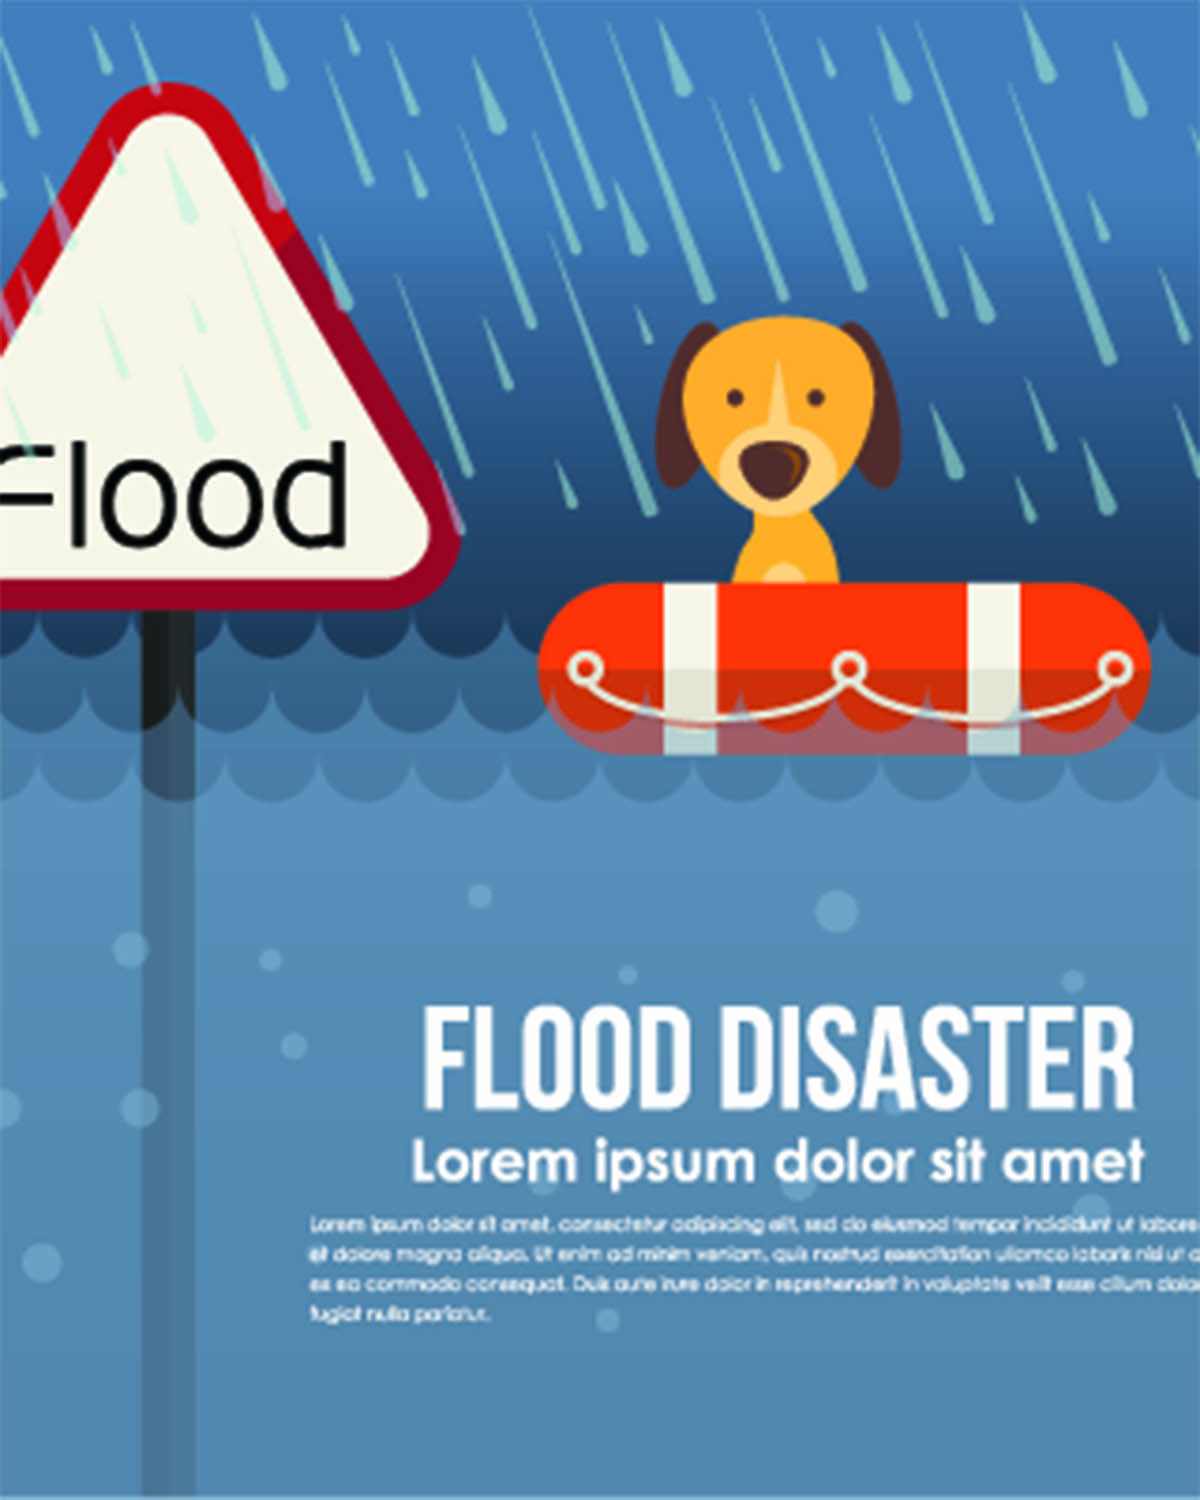 Flood
FLOOD DISASTER
Lorem ipsum dolor sit amet
Lorem ipsum dolor sit amet, consectetur adipiscing elit, sed do eiusmod tempor incididunt ut labore
et dolore magna aliqua. Ut enim ad minim veniam, quis nostrud exercitation ullamco laboris nisi ut
ex ea commodo consequat. Duis aute irure dolor in reprehenderit in voluptate velit esse cillum
fugiat nulla pariatur.